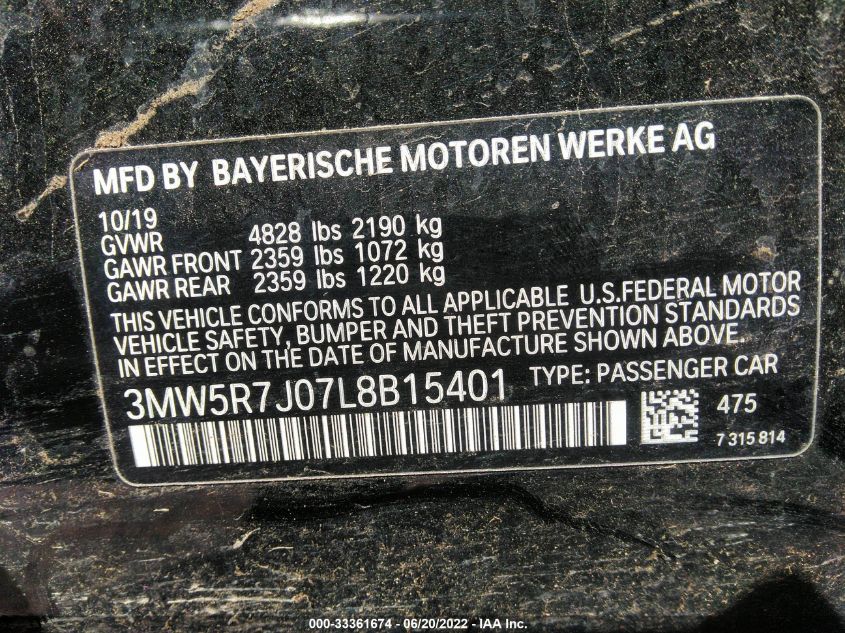 MFD BY BAYERISCHE MOTOREN WERKE AG
10/19
GVWR 4828 lbs 2190 kg
GAWR FRONT 2359 lbs 1072 kg
GAWR REAR 2359 lbs 1220 kg
THIS VEHICLE CONFORMS TO ALL APPLICABLE U.S.FEDERAL MOTOR
VEHICLE SAFETY, BUMPER AND THEFT PREVENTION STANDARDS
IN EFFECT ON THE DATE OF MANUFACTURE SHOWN ABOVE.
3MW5R7J07L8B15401 TYPE: PASSENGER CAR
475
7 315 814
000-33361674 - 06/20/2022 - IAA Inc.